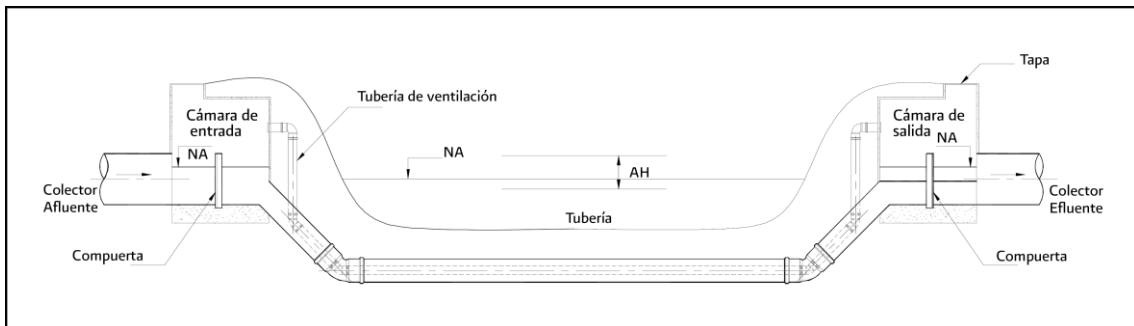 Tapa
Tubería de ventilación
Cámara de
entrada
Cámara de
salida
NA
NA
NA
AH
Colector
Afluente
Colector
Efluente
Tubería
Compuerta
Compuerta